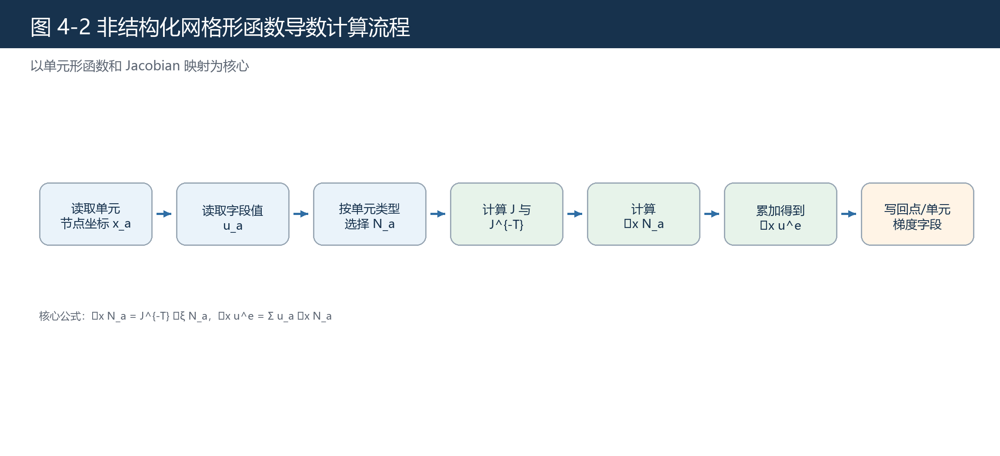 图 4-2 非结构化网格形函数导数计算流程
以单元形函数和 Jacobian 映射为核心
读取单元
节点坐标 x_a
读取字段值
u_a
按单元类型
选择 N_a
计算 J 与
J^{-T}
计算
□x N_a
累加得到
□x u^e
写回点/单元
梯度字段
核心公式：□x N_a = J^{-T} □ξ N_a，□x u^e = Σ u_a □x N_a